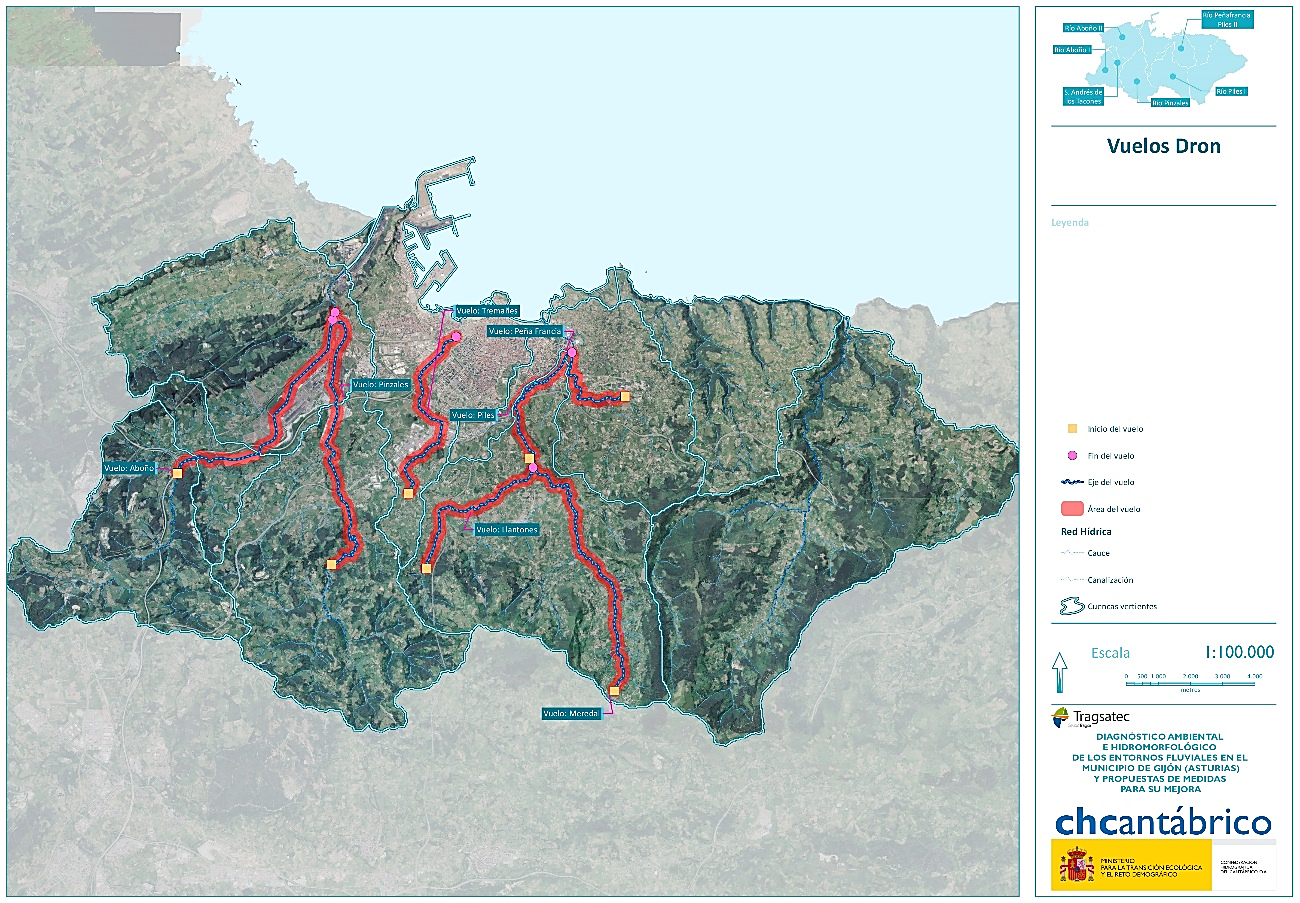 Vuelo: Tremañes
Vuelo: Peña Francia
Vuelo: Pinzales
Vuelo: Piles
Vuelo: Aboño
Vuelo: Llantones
Vuelo: Meredal
Río Peñafrancia
Piles II
Río Aboño II
Río Aboño I
S. Andrés de
los Tacones
Río Pinzales
Río Piles I
Vuelos Dron
Leyenda
Inicio del vuelo
Fin del vuelo
Eje del vuelo
Área del vuelo
Red Hídrica
Cauce
Canalización
Cuencas vertientes
Escala 1:100.000
0 500 1.000 2.000 3.000 4.000
metros
Tragsatec
DIAGNÓSTICO AMBIENTAL
E HIDROMORFOLÓGICO
DE LOS ENTORNOS FLUVIALES EN EL
MUNICIPIO DE GIJÓN (ASTURIAS)
Y PROPUESTAS DE MEDIDAS
PARA SU MEJORA
chcantábrico
MINISTERIO
PARA LA TRANSICIÓN ECOLÓGICA
Y EL RETO DEMOGRÁFICO
CONFEDERACIÓN
HIDROGRÁFICA
DEL CANTÁBRICO, O.A.